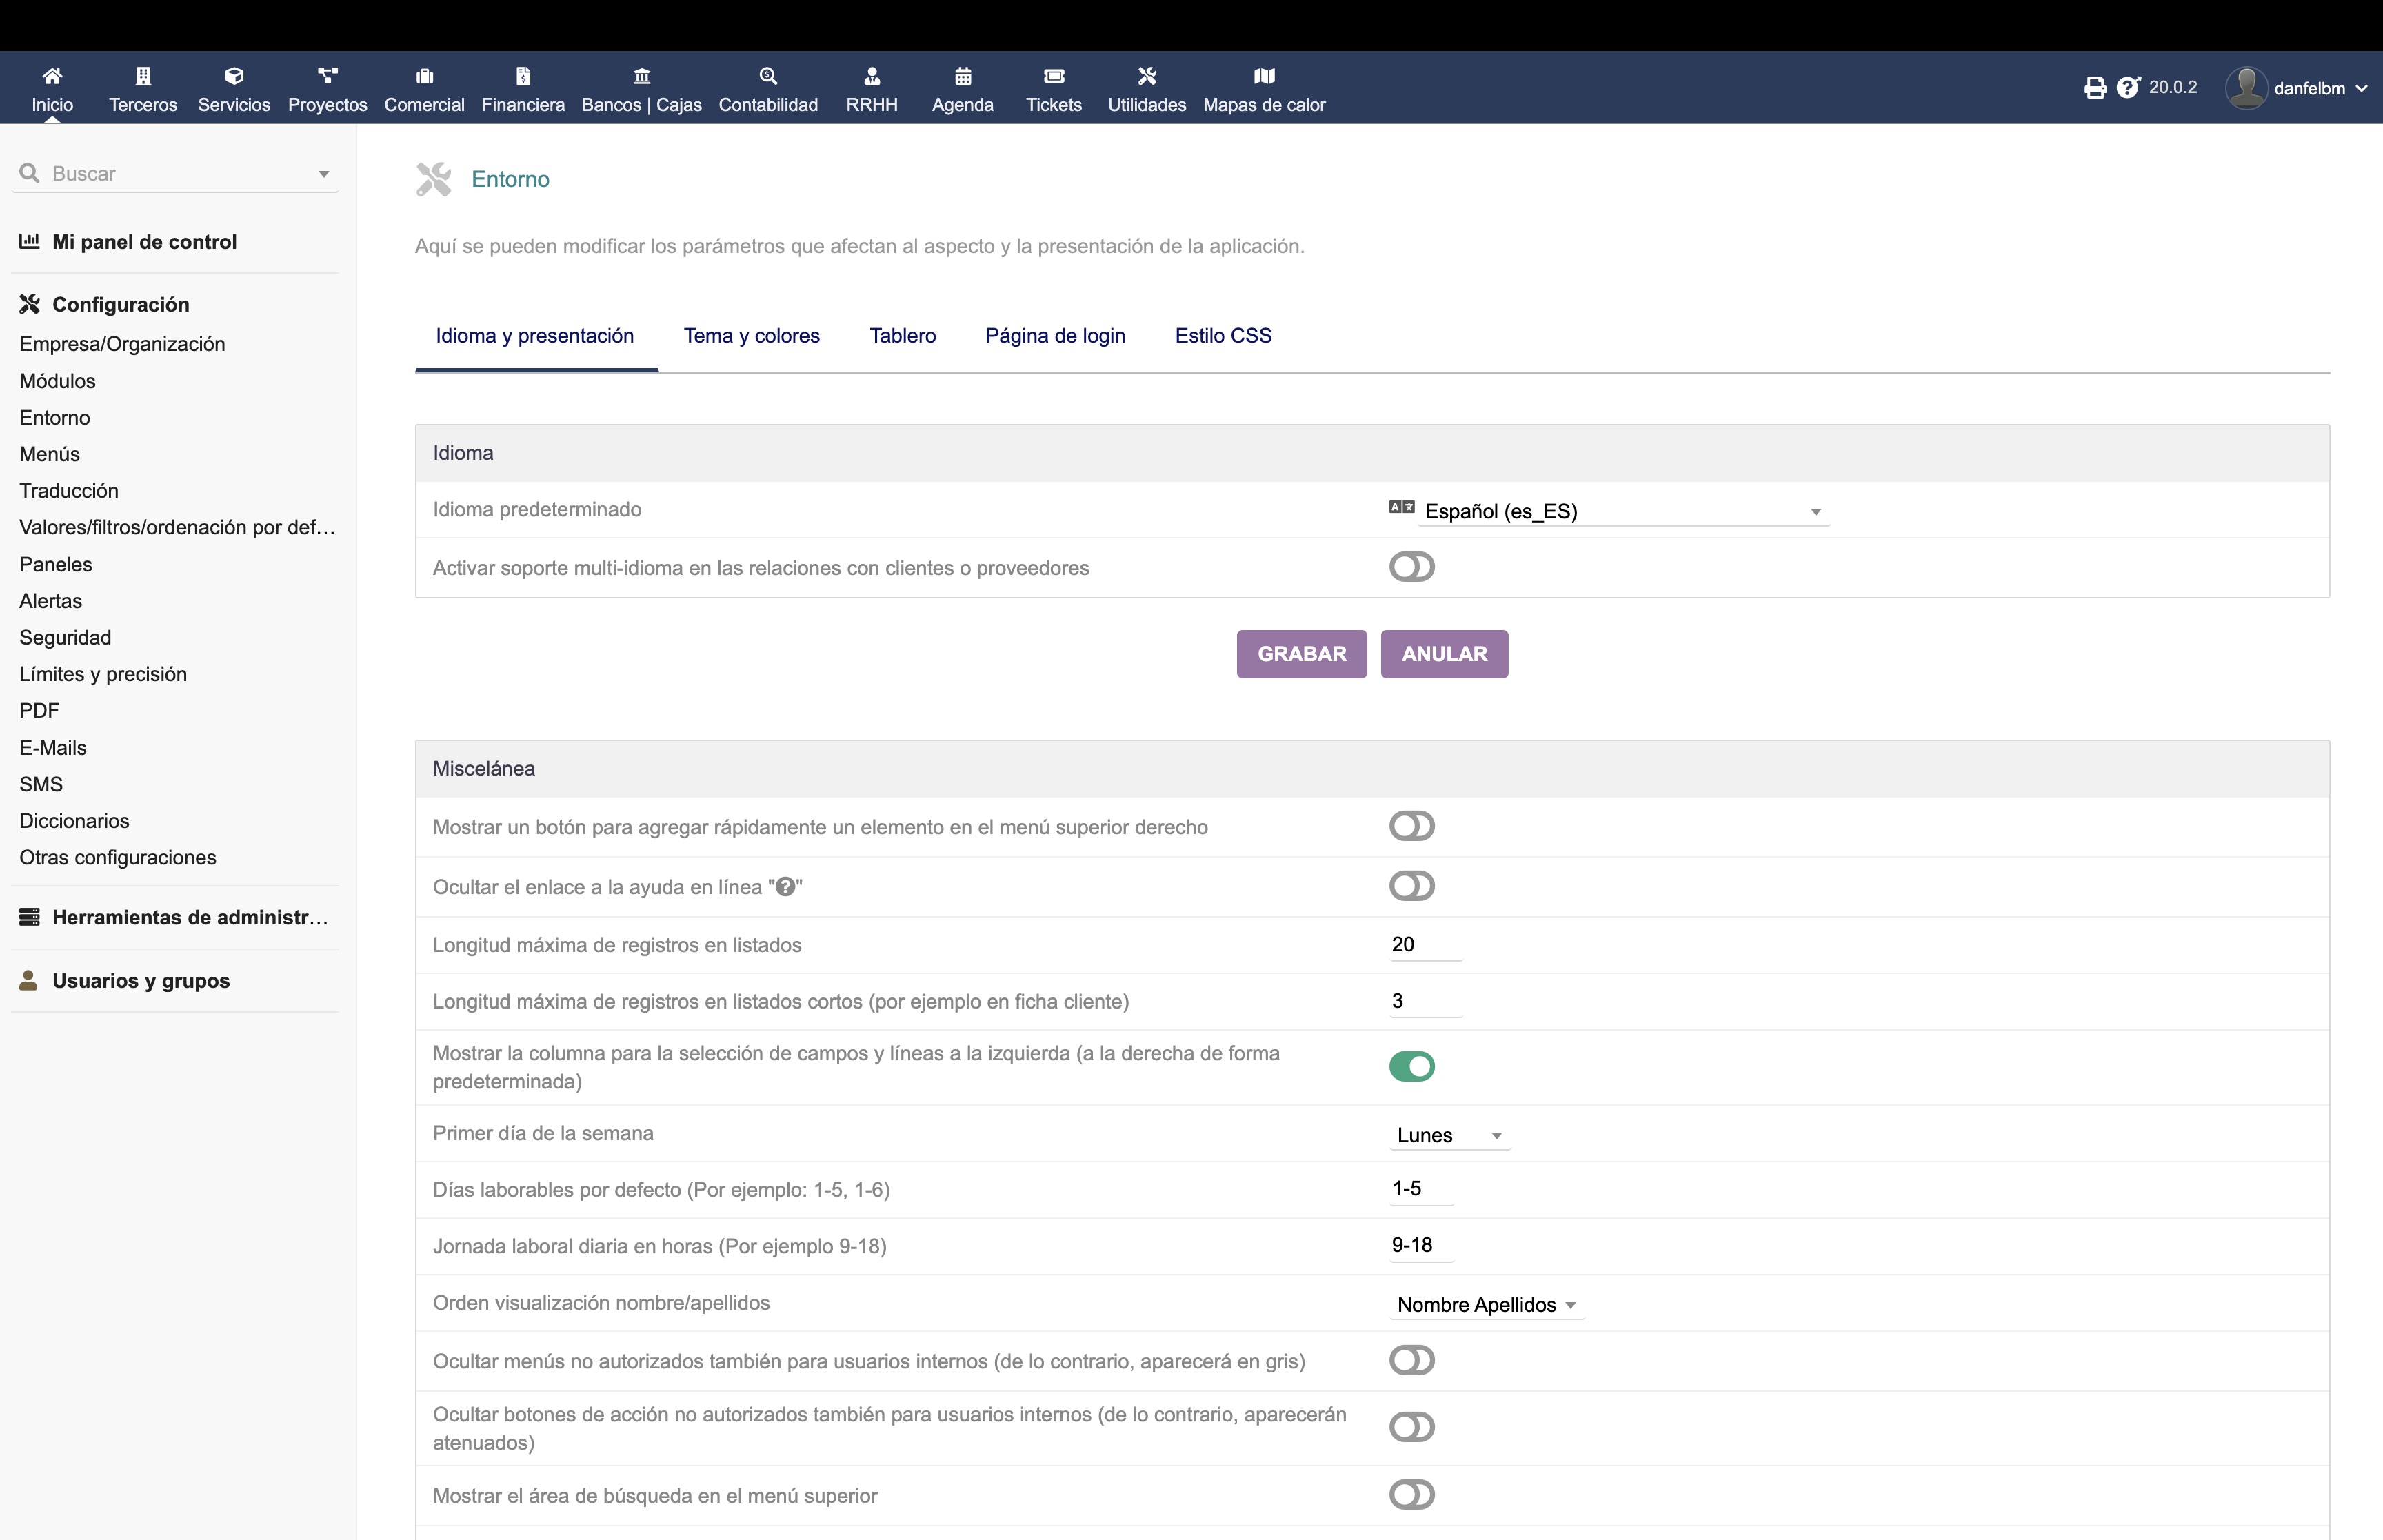 Inicio
Terceros
Servicios
Proyectos
Comercial
Financiera
Bancos | Cajas
Contabilidad
RRHH
Agenda
Tickets
Utilidades
Mapas de calor
20.0.2
danfelbm
Buscar
Mi panel de control
Configuración
Empresa/Organización
Módulos
Entorno
Menús
Traducción
Valores/filtros/ordenación por def...
Paneles
Alertas
Seguridad
Límites y precisión
PDF
E-Mails
SMS
Diccionarios
Otras configuraciones
Herramientas de administr...
Usuarios y grupos
Entorno
Aquí se pueden modificar los parámetros que afectan al aspecto y la presentación de la aplicación.
Idioma y presentación
Tema y colores
Tablero
Página de login
Estilo CSS
Idioma
Idioma predeterminado
Español (es_ES)
Activar soporte multi-idioma en las relaciones con clientes o proveedores
GRABAR
ANULAR
Miscelánea
Mostrar un botón para agregar rápidamente un elemento en el menú superior derecho
Ocultar el enlace a la ayuda en línea "?"
Longitud máxima de registros en listados
20
Longitud máxima de registros en listados cortos (por ejemplo en ficha cliente)
3
Mostrar la columna para la selección de campos y líneas a la izquierda (a la derecha de forma
predeterminada)
Primer día de la semana
Lunes
Días laborables por defecto (Por ejemplo: 1-5, 1-6)
1-5
Jornada laboral diaria en horas (Por ejemplo 9-18)
9-18
Orden visualización nombre/apellidos
Nombre Apellidos
Ocultar menús no autorizados también para usuarios internos (de lo contrario, aparecerá en gris)
Ocultar botones de acción no autorizados también para usuarios internos (de lo contrario, aparecerán
atenuados)
Mostrar el área de búsqueda en el menú superior